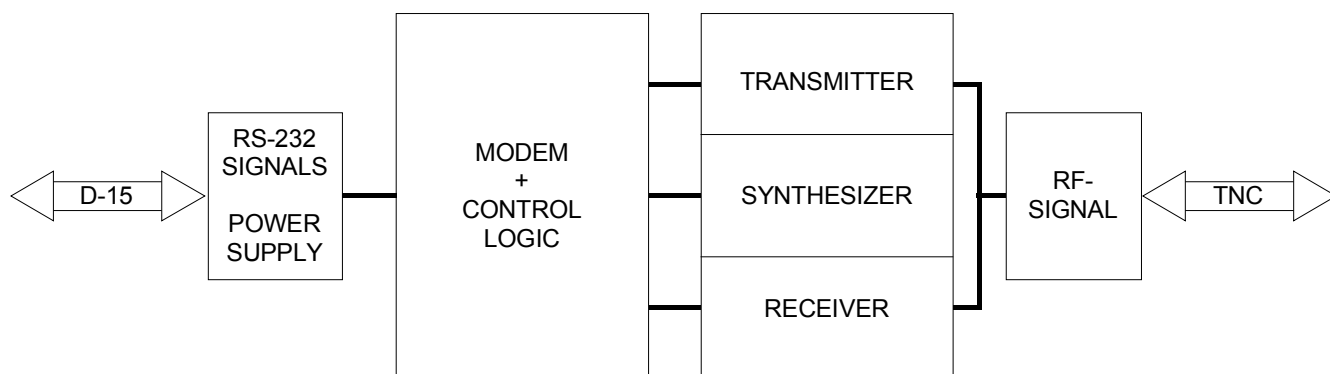 D-15
RS-232
SIGNALS
POWER
SUPPLY
MODEM
+
CONTROL
LOGIC
TRANSMITTER
SYNTHESIZER
RECEIVER
RF-
SIGNAL
TNC